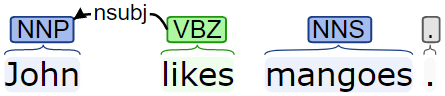 nsubj
NNP VBZ NNS .
John likes mangoes .